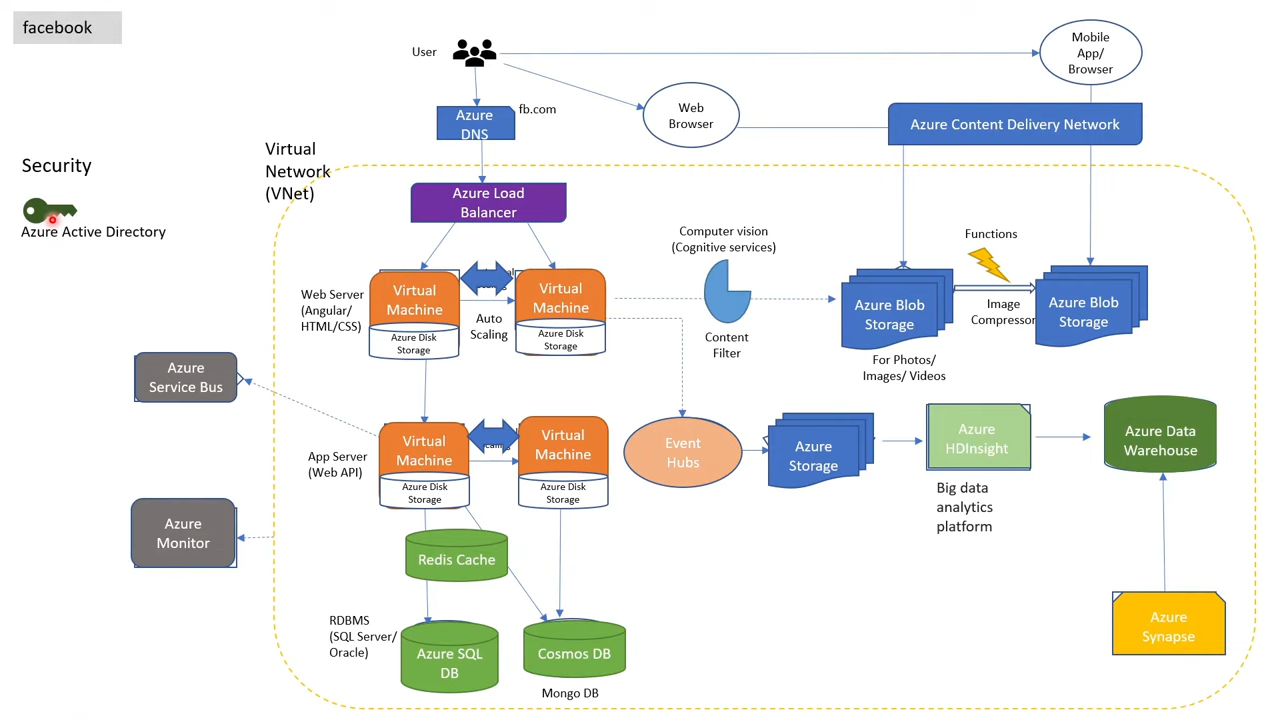 facebook
User
Mobile
App/
Browser
Web
Browser
Azure
DNS
fb.com
Azure Content Delivery Network
Security
Azure Active Directory
Virtual
Network
(VNet)
Azure Load
Balancer
Computer vision
(Cognitive services)
Functions
Web Server
(Angular/
HTML/CSS)
Virtual
Machine
Azure Disk
Storage
Auto
Scaling
Virtual
Machine
Azure Disk
Storage
Content
Filter
Azure Blob
Storage
For Photos/
Images/ Videos
Image
Compressor
Azure Blob
Storage
Azure
Service Bus
App Server
(Web API)
Virtual
Machine
Azure Disk
Storage
Virtual
Machine
Azure Disk
Storage
Event
Hubs
Azure
Storage
Azure
HDInsight
Big data
analytics
platform
Azure Data
Warehouse
Azure
Monitor
Redis Cache
RDBMS
(SQL Server/
Oracle)
Azure SQL
DB
Cosmos DB
Mongo DB
Azure
Synapse